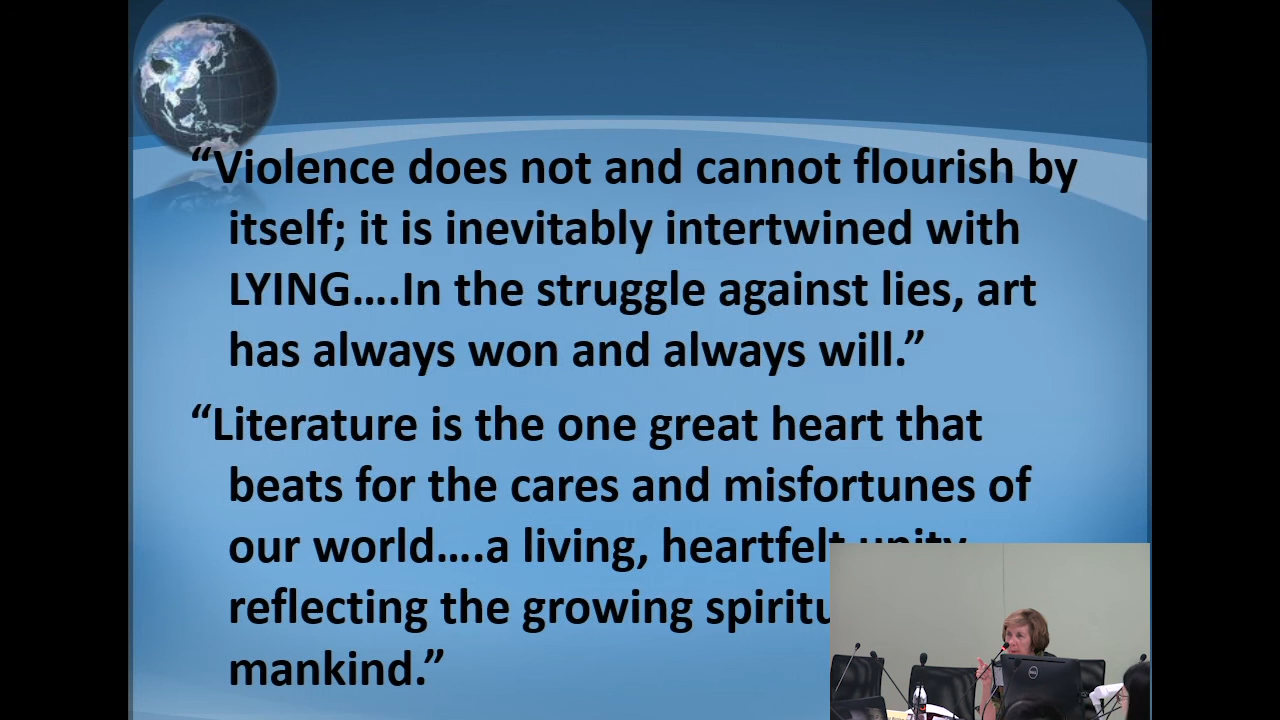 “Violence does not and cannot flourish by
itself; it is inevitably intertwined with
LYING….In the struggle against lies, art
has always won and always will.”
“Literature is the one great heart that
beats for the cares and misfortunes of
our world….a living, heartfelt unity
reflecting the growing
mankind.”
DELL